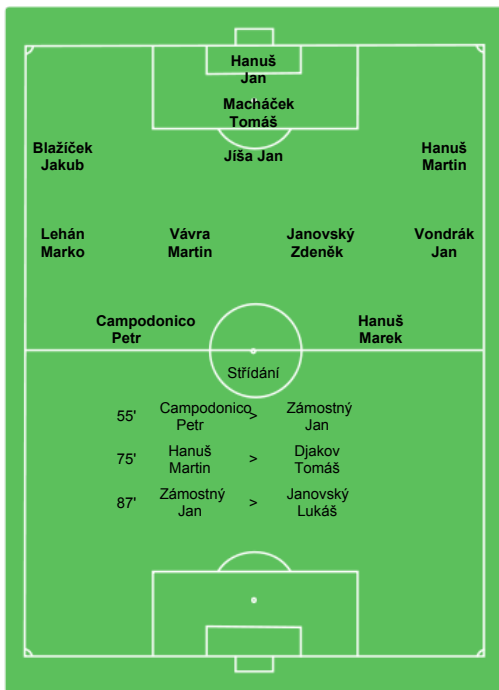 Hanuš
Jan
Macháček
Tomáš
Blažíček
Jakub
Jíša Jan
Hanuš
Martin
Lehán
Marko
Vávra
Martin
Janovský
Zdeněk
Vondrák
Jan
Campodonico
Petr
Hanuš
Marek
Střídání
55' Campodonico Petr > Zámostný Jan
75' Hanuš Martin > Djakov Tomáš
87' Zámostný Jan > Janovský Lukáš